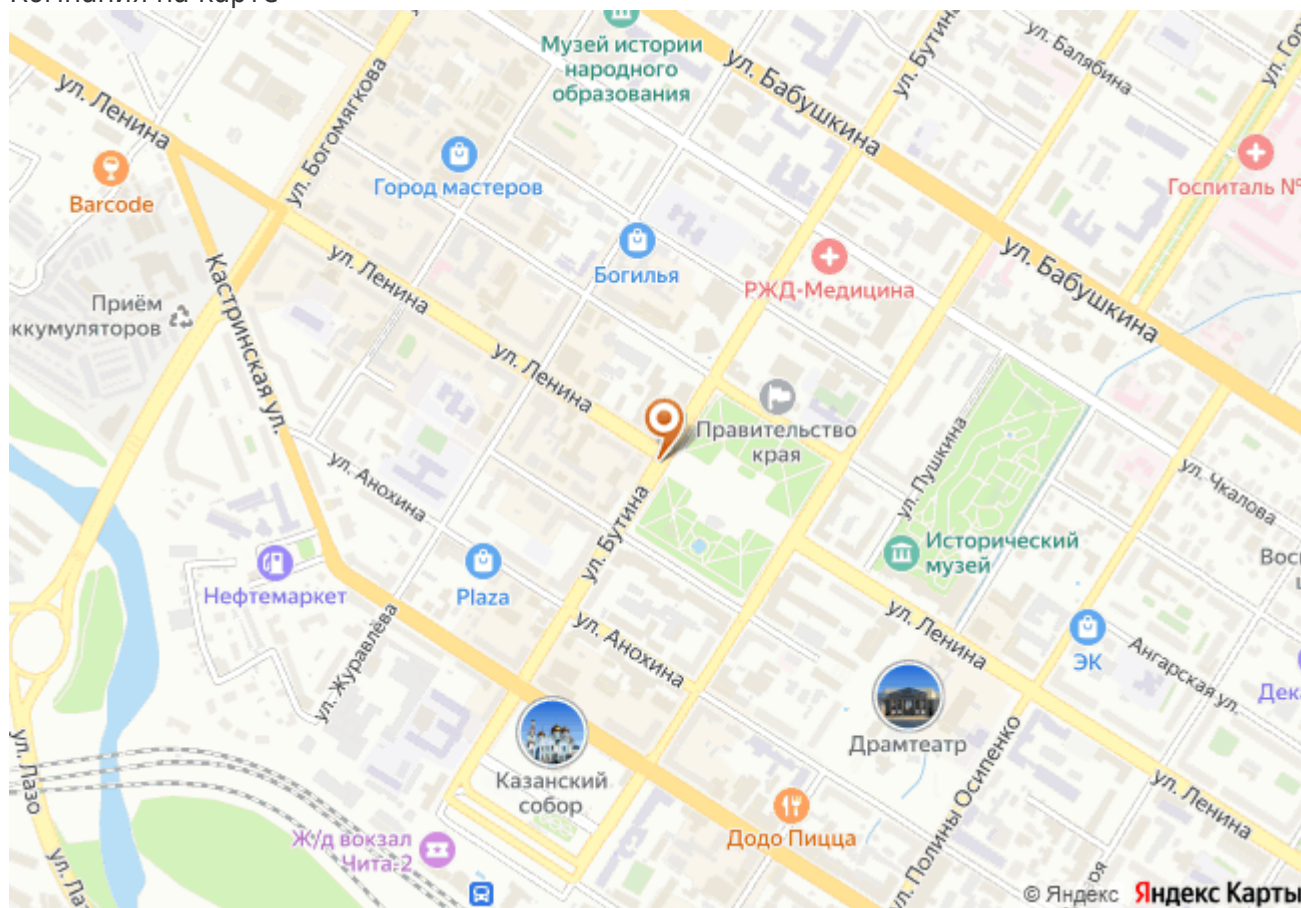 Музей истории
народного
образования
ул. Бабушкина
ул. Бутина
ул. Балябина
ул. Гор
ул. Ленина
ул. Богомягкова
Barcode
Город мастеров
Госпиталь №
Богилья
РЖД-Медицина
ул. Ленина
ул. Бабушкина
Кастринская ул.
Приём
ккумуляторов
ул. Ленина
Правительство
края
ул. Пушкина
ул. Чкалова
ул. Анохина
ул. Бутина
Исторический
музей
Нефтемаркет
Plaza
ул. Журавлёва
ул. Анохина
ул. Ленина
ЭК
Ангарская ул.
Драмтеатр
Казанский
собор
ул. Лазо
Ж/д вокзал
Чита-2
Додо Пицца
ул. Полины Осипенко
ул. Ленина
© Яндекс Яндекс Карты